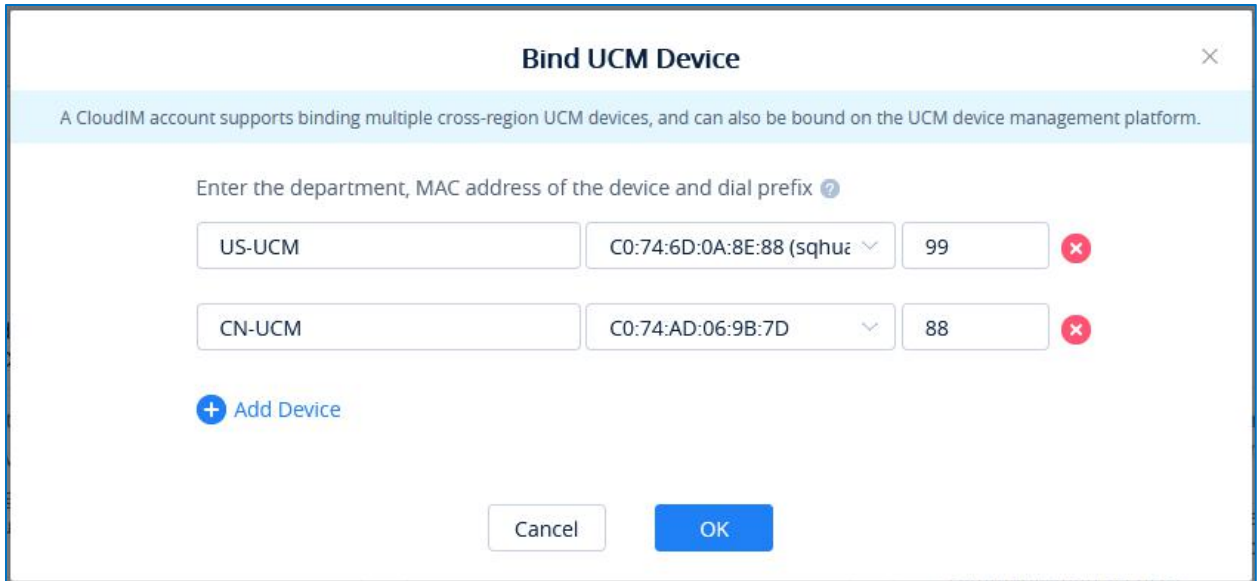 Bind UCM Device
A CloudIM account supports binding multiple cross-region UCM devices, and can also be bound on the UCM device management platform.
Enter the department, MAC address of the device and dial prefix
US-UCM C0:74:6D:0A:8E:88 (sqhua 99
CN-UCM C0:74:AD:06:9B:7D 88
Add Device
Cancel OK